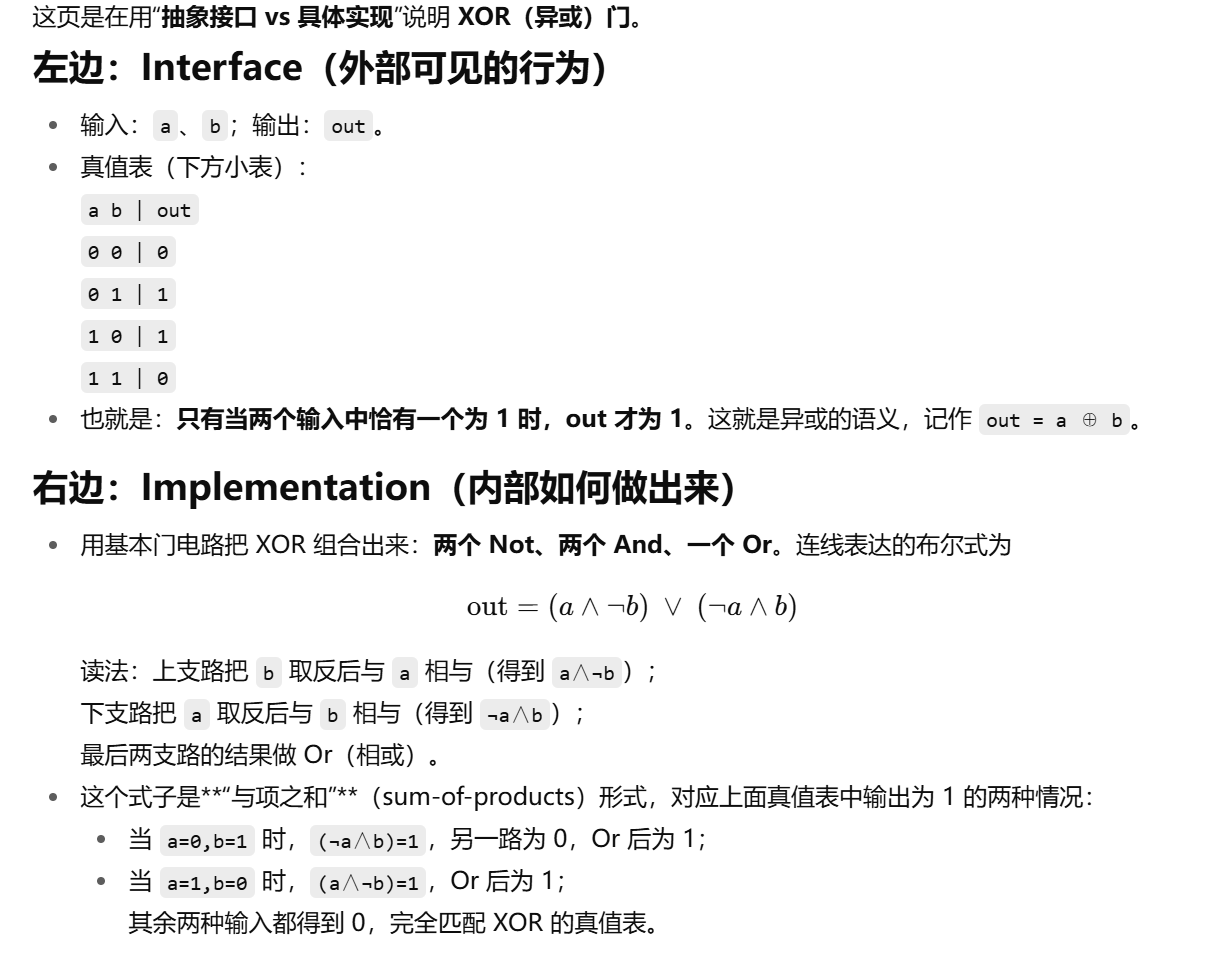 这页是在用“抽象接口 vs 具体实现”说明 XOR（异或）门。
左边：Interface（外部可见的行为）
输入：a、b；输出：out。
真值表（下方小表）：
a b | out
0 0 | 0
0 1 | 1
1 0 | 1
1 1 | 0
也就是：只有当两个输入中恰有一个为 1 时，out 才为 1。这就是异或的语义，记作 out = a ⊕ b。
右边：Implementation（内部如何做出来）
用基本门电路把 XOR 组合出来：两个 Not、两个 And、一个 Or。连线表达的布尔式为
out = (a ∧ ¬b) ∨ (¬a ∧ b)
读法：上支路把 b 取反后与 a 相与（得到 a∧¬b）；
下支路把 a 取反后与 b 相与（得到 ¬a∧b）；
最后两支路的结果做 Or（相或）。
这个式子是**“与项之和”**（sum-of-products）形式，对应上面真值表中输出为 1 的两种情况：
当 a=0,b=1 时，(¬a∧b)=1，另一路为 0，Or 后为 1；
当 a=1,b=0 时，(a∧¬b)=1，Or 后为 1；
其余两种输入都得到 0，完全匹配 XOR 的真值表。